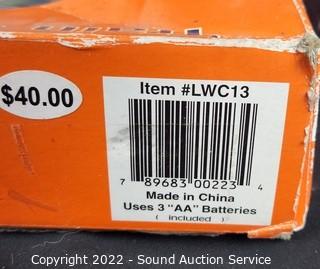 Item #LWC13
$40.00
7 89683 00223 4
Made in China
Uses 3 "AA" Batteries
( included )
Copyright 2022 - Sound Auction Service